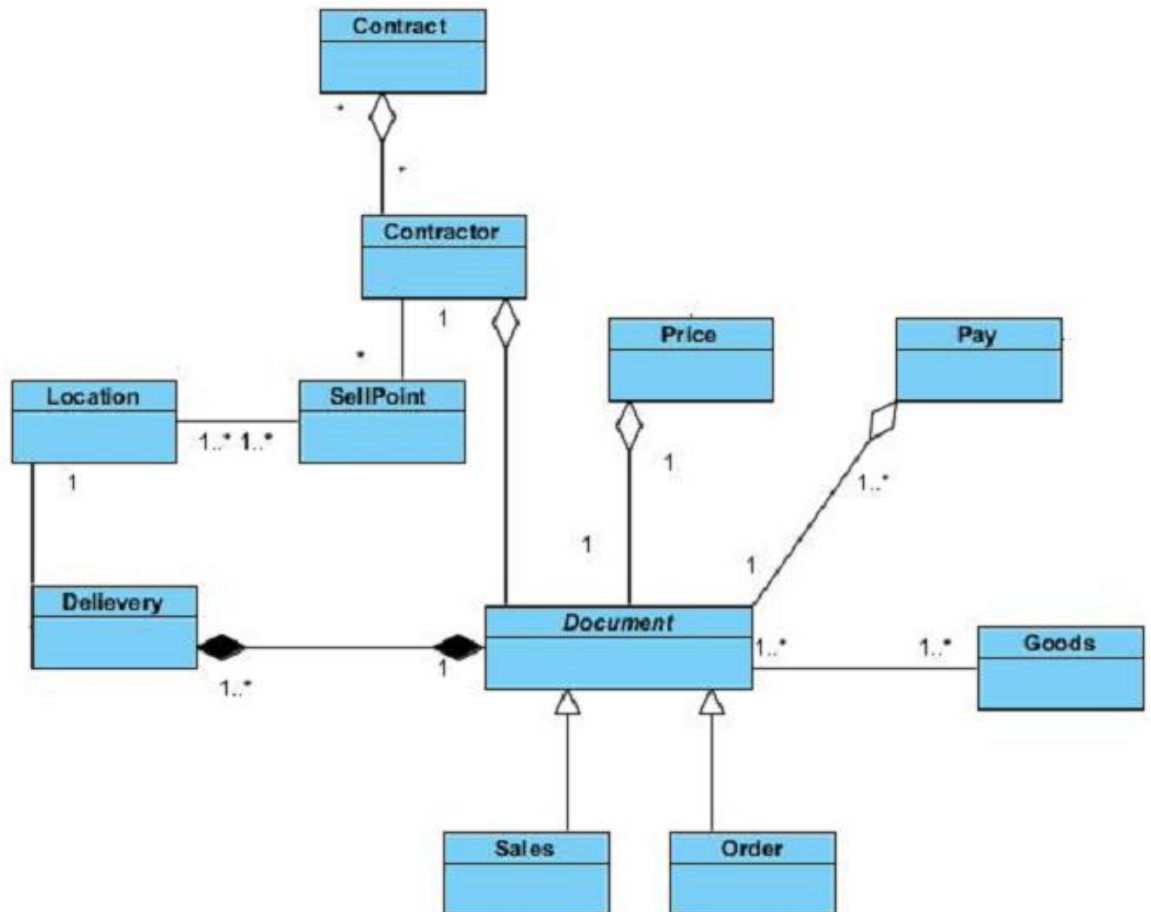 Contract
*
*
Contractor
1
*
Price
Pay
Location
SellPoint
1..* 1..*
1
1
1..*
1
1
Delievery
Document
1..*
1
1..*
1..*
Goods
Sales
Order